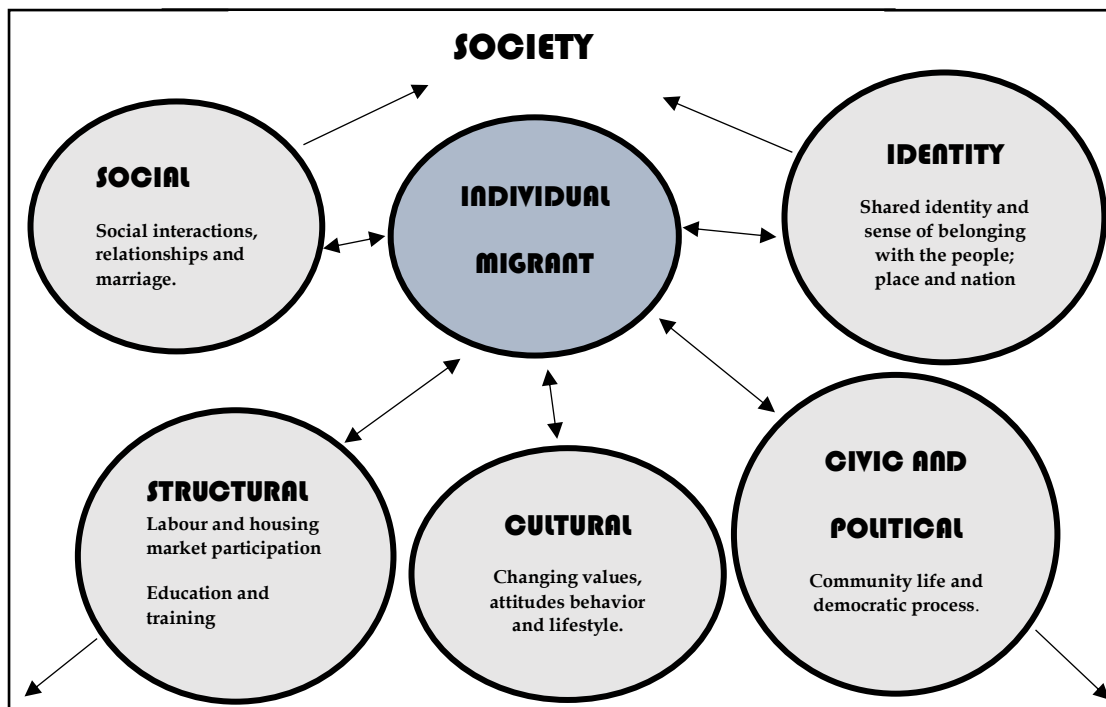 SOCIETY
SOCIAL
Social interactions,
relationships and
marriage.
INDIVIDUAL
MIGRANT
IDENTITY
Shared identity and
sense of belonging
with the people;
place and nation
STRUCTURAL
Labour and housing
market participation
Education and
training
CULTURAL
Changing values,
attitudes behavior
and lifestyle.
CIVIC AND
POLITICAL
Community life and
democratic process.